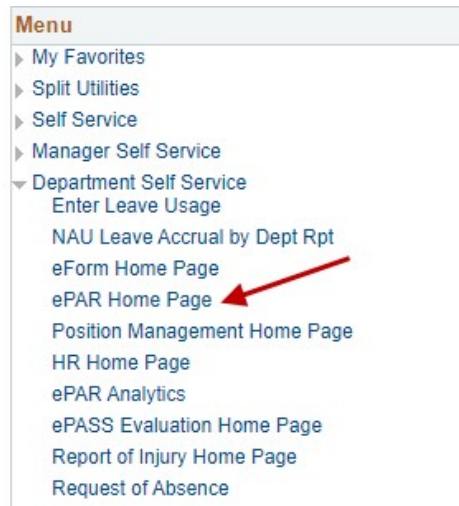 Menu
My Favorites
Split Utilities
Self Service
Manager Self Service
Department Self Service
Enter Leave Usage
NAU Leave Accrual by Dept Rpt
eForm Home Page
ePAR Home Page
Position Management Home Page
HR Home Page
ePAR Analytics
ePASS Evaluation Home Page
Report of Injury Home Page
Request of Absence